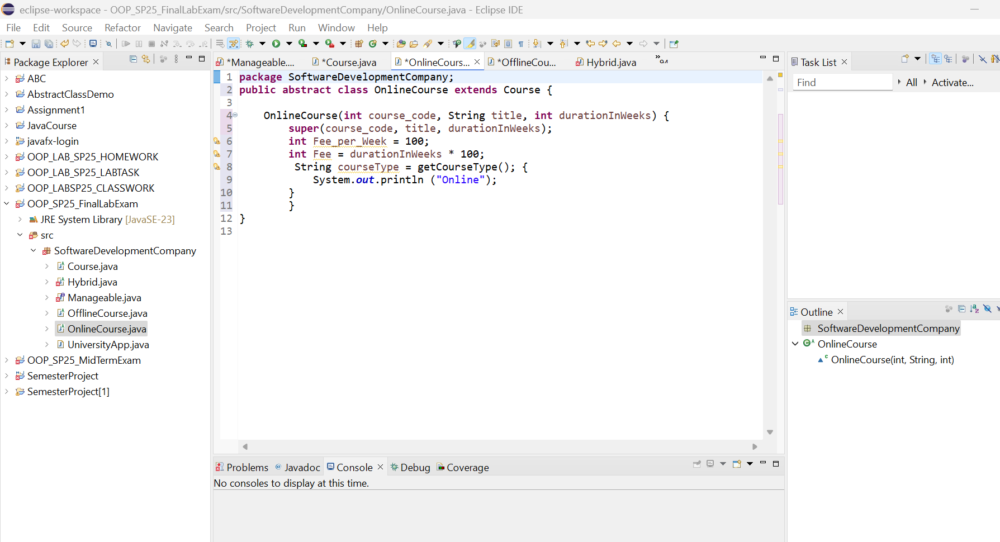 eclipse-workspace - OOP_SP25_FinalLabExam/src/SoftwareDevelopmentCompany/OnlineCourse.java - Eclipse IDE
File Edit Source Refactor Navigate Search Project Run Window Help
Package Explorer
ABC
AbstractClassDemo
Assignment1
JavaCourse
javafx-login
OOP_LAB_SP25_HOMEWORK
OOP_LAB_SP25_LABTASK
OOP_LABSP25_CLASSWORK
OOP_SP25_FinalLabExam
JRE System Library [JavaSE-23]
src
SoftwareDevelopmentCompany
Course.java
Hybrid.java
Manageable.java
OfflineCourse.java
OnlineCourse.java
UniversityApp.java
OOP_SP25_MidTermExam
SemesterProject
SemesterProject[1]
*Manageable.... *Course.java *OnlineCours... *OfflineCou... Hybrid.java
1 package SoftwareDevelopmentCompany;
2 public abstract class OnlineCourse extends Course {
3
4 OnlineCourse(int course_code, String title, int durationInWeeks) {
5 super(course_code, title, durationInWeeks);
6 int Fee_per_Week = 100;
7 int Fee = durationInWeeks * 100;
8 String courseType = getCourseType(); {
9 System.out.println ("Online");
10 }
11 }
12 }
13
Problems Javadoc Console Debug Coverage
No consoles to display at this time.
Task List
Find All Activate...
Outline
SoftwareDevelopmentCompany
OnlineCourse
OnlineCourse(int, String, int)